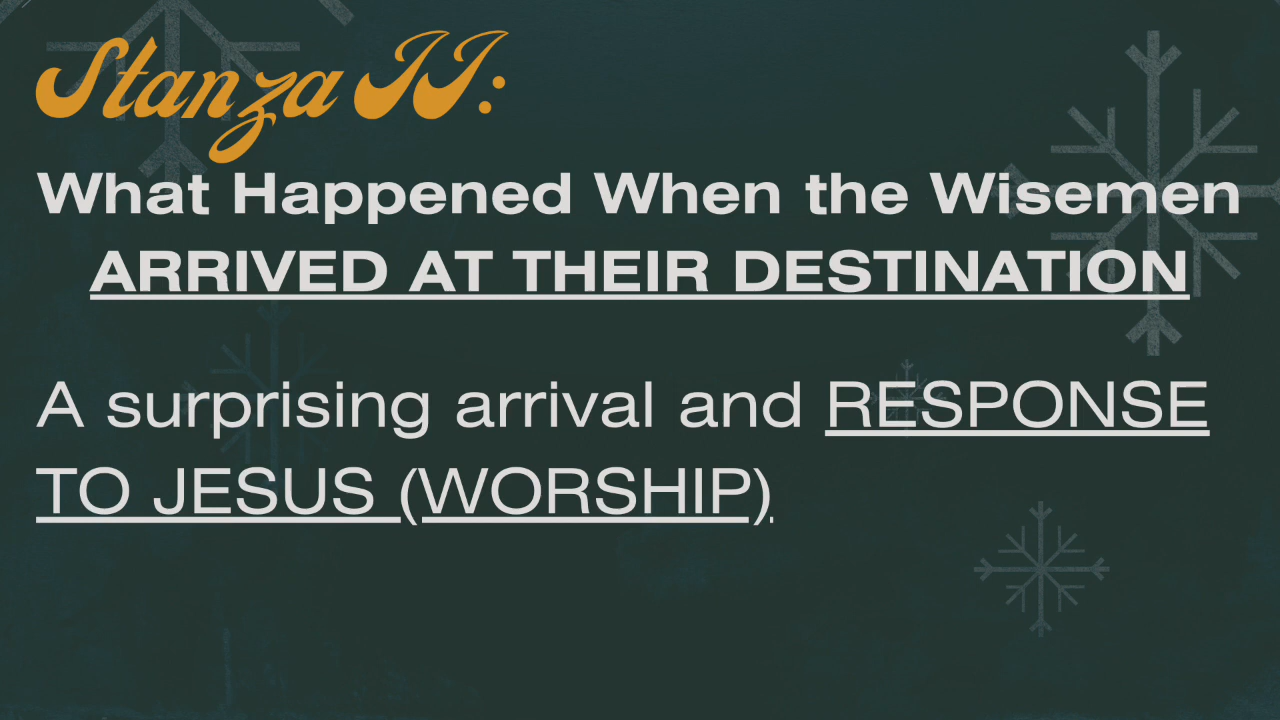 Stanza II:
What Happened When the Wisemen
ARRIVED AT THEIR DESTINATION
A surprising arrival and RESPONSE
TO JESUS (WORSHIP)